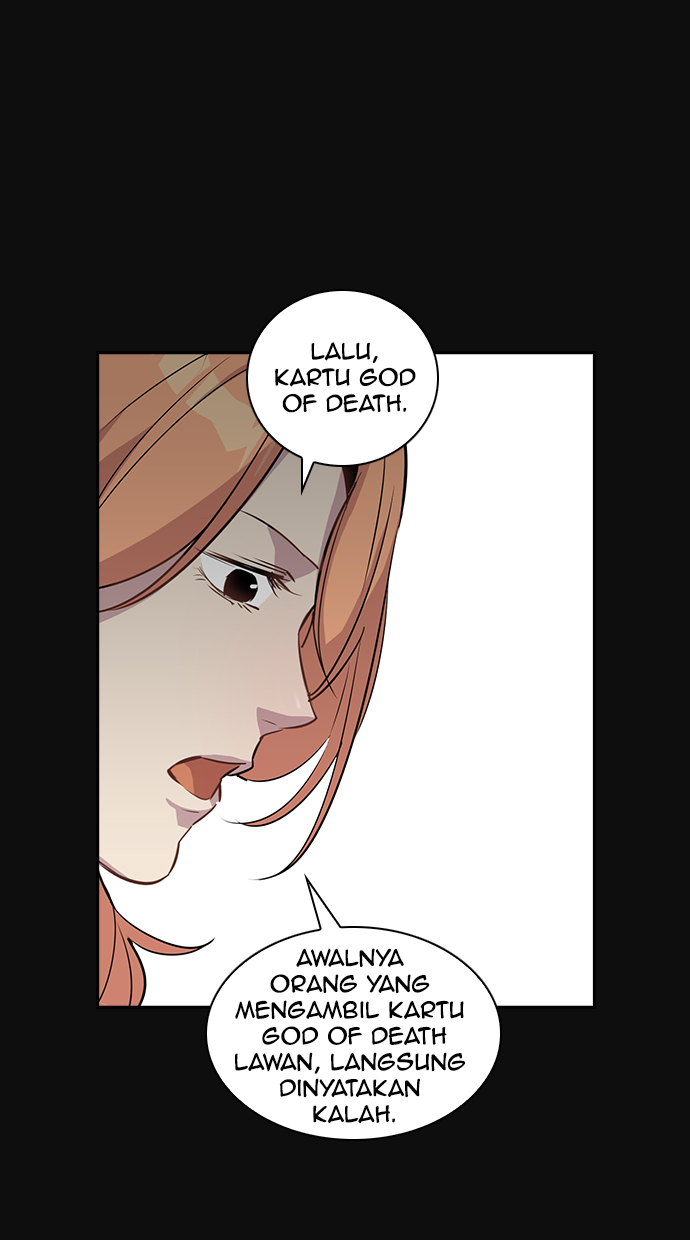 LALU,
KARTU GOD
OF DEATH.
AWALNYA
ORANG YANG
MENGAMBIL KARTU
GOD OF DEATH
LAWAN, LANGSUNG
DINYATAKAN
KALAH.